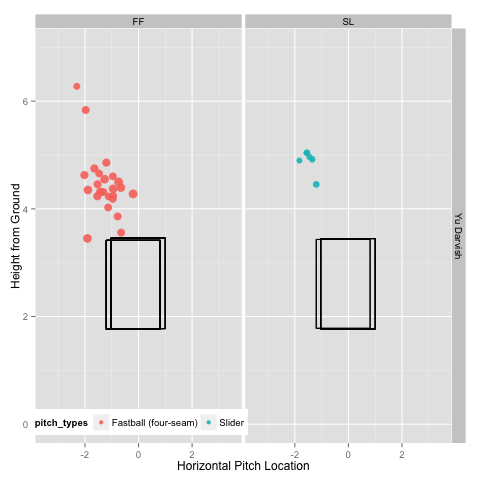 FF
SL
Height from Ground
6
4
2
0
Yu Darvish
pitch_types
Fastball (four-seam)
Slider
-2
0
2
-2
0
2
Horizontal Pitch Location